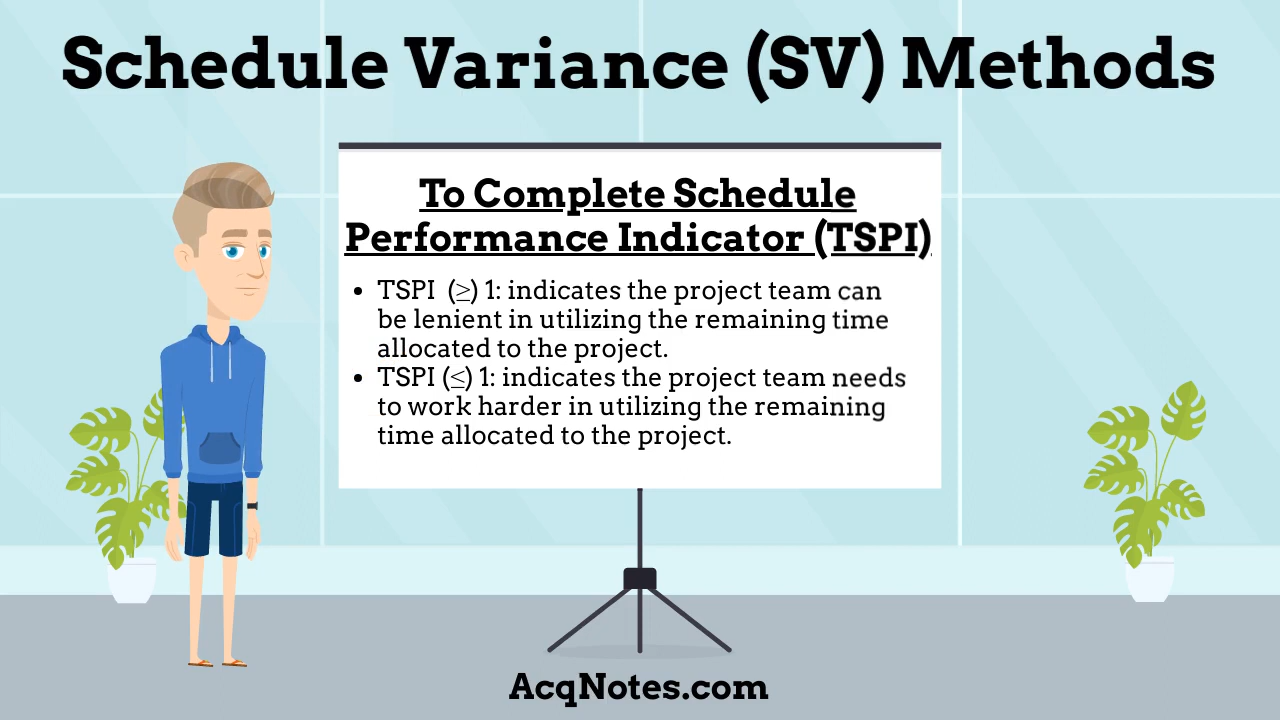 Schedule Variance (SV) Methods
To Complete Schedule
Performance Indicator (TSPI)
• TSPI  (≥) 1: indicates the project team can
be lenient in utilizing the remaining time
allocated to the project.
• TSPI (≤) 1: indicates the project team needs
to work harder in utilizing the remaining
time allocated to the project.
AcqNotes.com